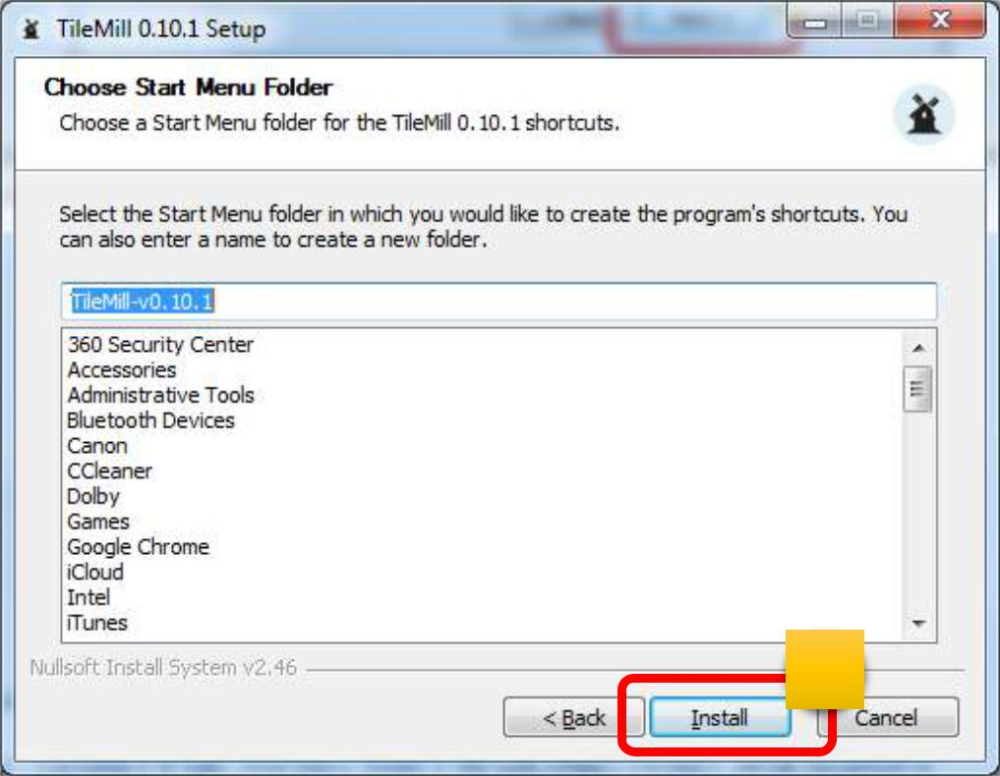 TileMill 0.10.1 Setup
Choose Start Menu Folder
Choose a Start Menu folder for the TileMill 0.10.1 shortcuts.
Select the Start Menu folder in which you would like to create the program's shortcuts. You
can also enter a name to create a new folder.
TileMill-v0.10.1
360 Security Center
Accessories
Administrative Tools
Bluetooth Devices
Canon
CCleaner
Dolby
Games
Google Chrome
iCloud
Intel
iTunes
Nullsoft Install System v2.46
< Back Install Cancel